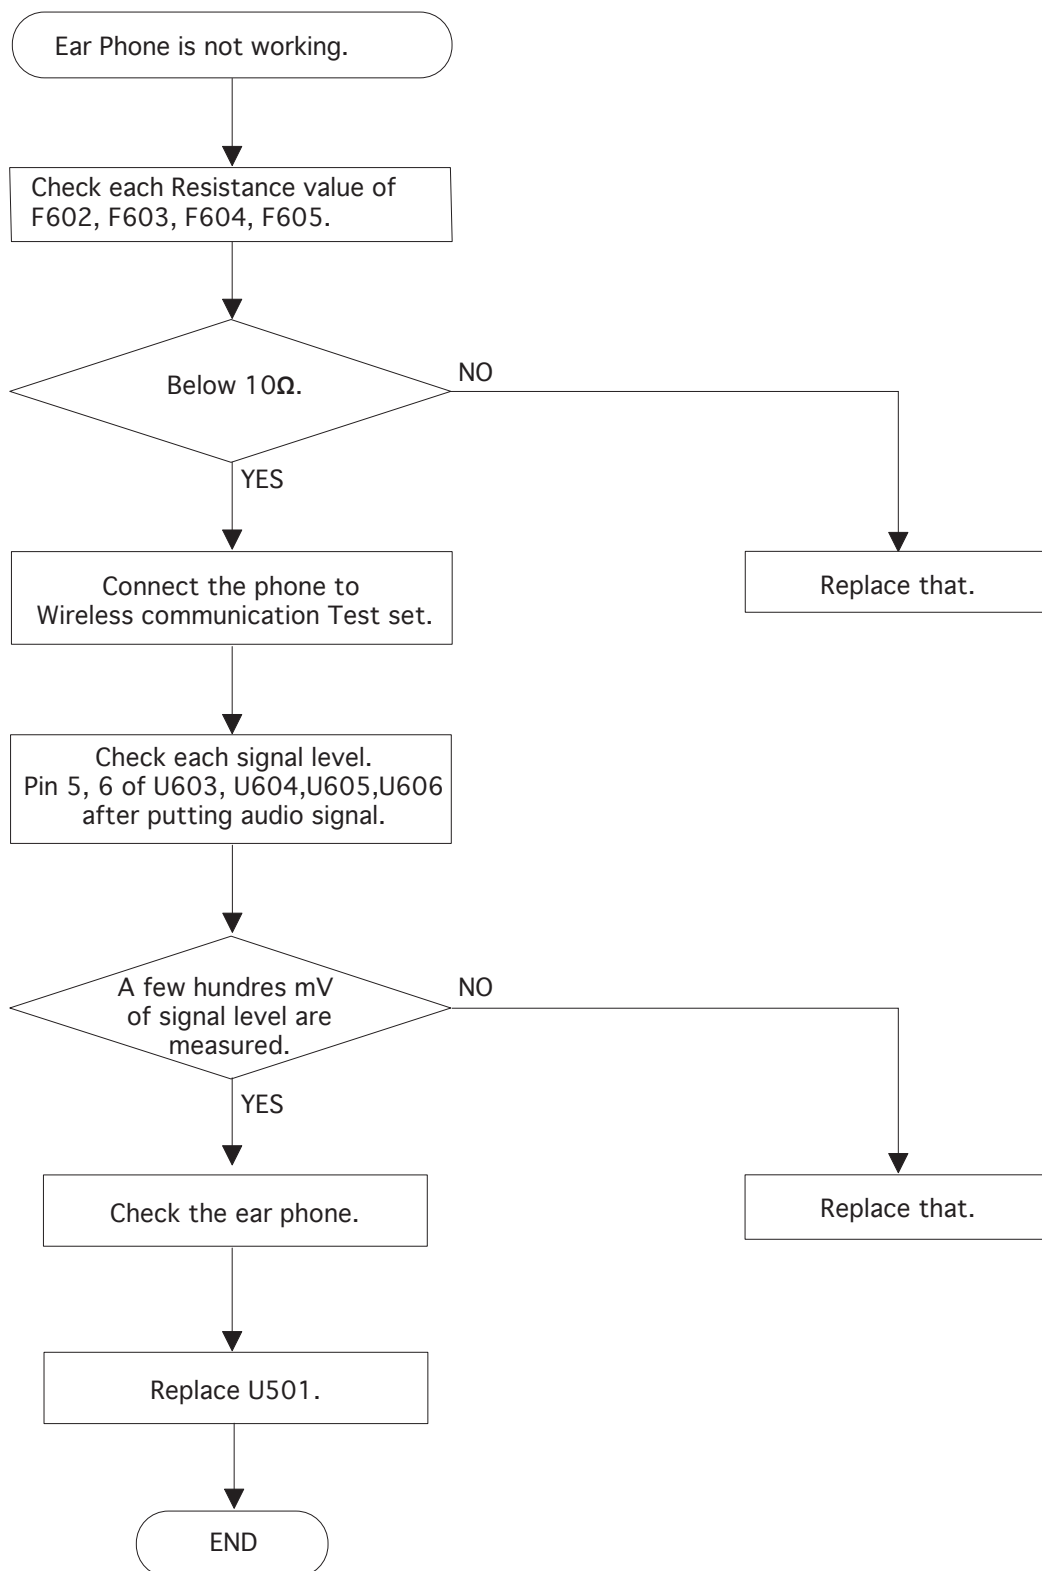 Ear Phone is not working.
Check each Resistance value of
F602, F603, F604, F605.
Below 10Ω.
NO
YES
Connect the phone to
Wireless communication Test set.
Replace that.
Check each signal level.
Pin 5, 6 of U603, U604,U605,U606
after putting audio signal.
A few hundres mV
of signal level are
measured.
NO
YES
Check the ear phone.
Replace that.
Replace U501.
END